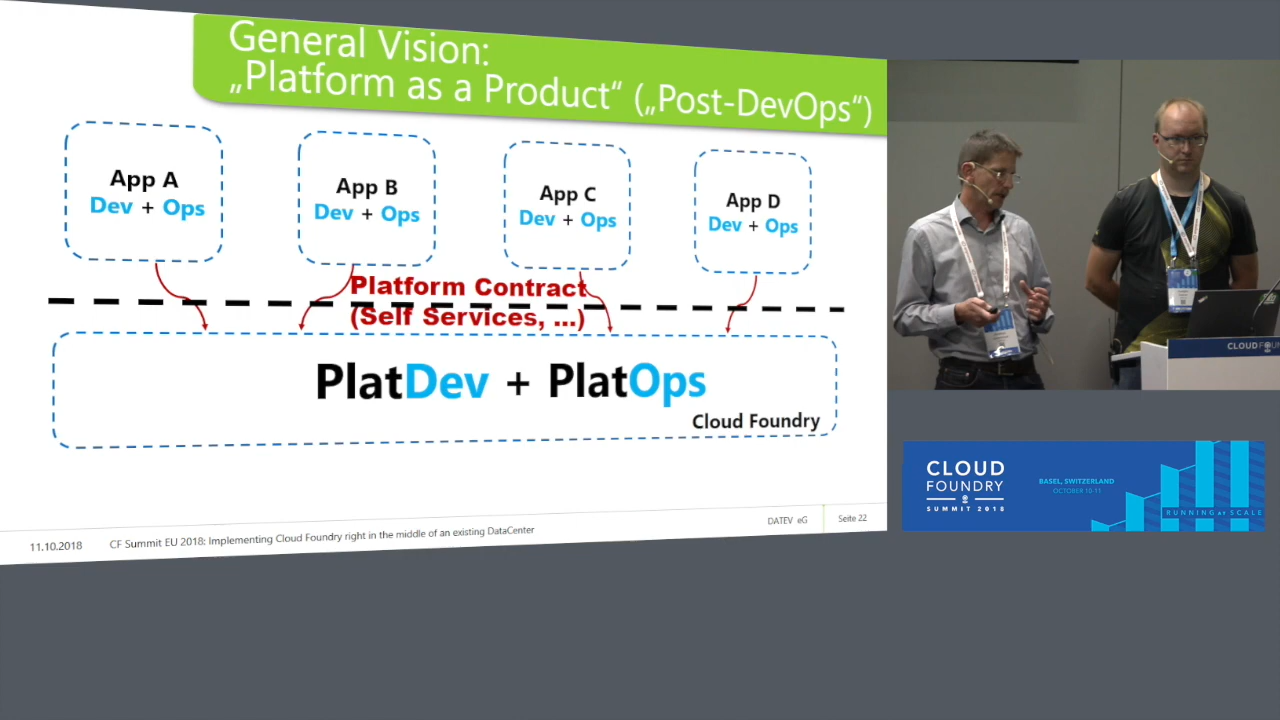 General Vision:
„Platform as a Product“ („Post-DevOps“)
App A
Dev + Ops
App B
Dev + Ops
App C
Dev + Ops
App D
Dev + Ops
Platform Contract
(Self Services, ...)
PlatDev + PlatOps
Cloud Foundry
11.10.2018
CF Summit EU 2018: Implementing Cloud Foundry right in the middle of an existing DataCenter
DATEV eG
Seite 22
CLOUD FOUN
CLOUD
FOUNDRY
SUMMIT 2018
BASEL, SWITZERLAND
OCTOBER 10-11
RUNNING AT SCALE